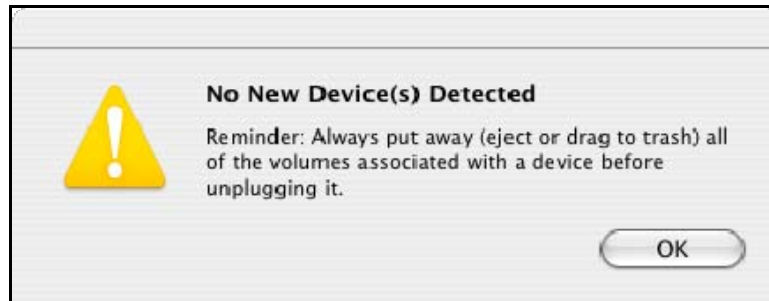 No New Device(s) Detected
Reminder: Always put away (eject or drag to trash) all
of the volumes associated with a device before
unplugging it.
OK